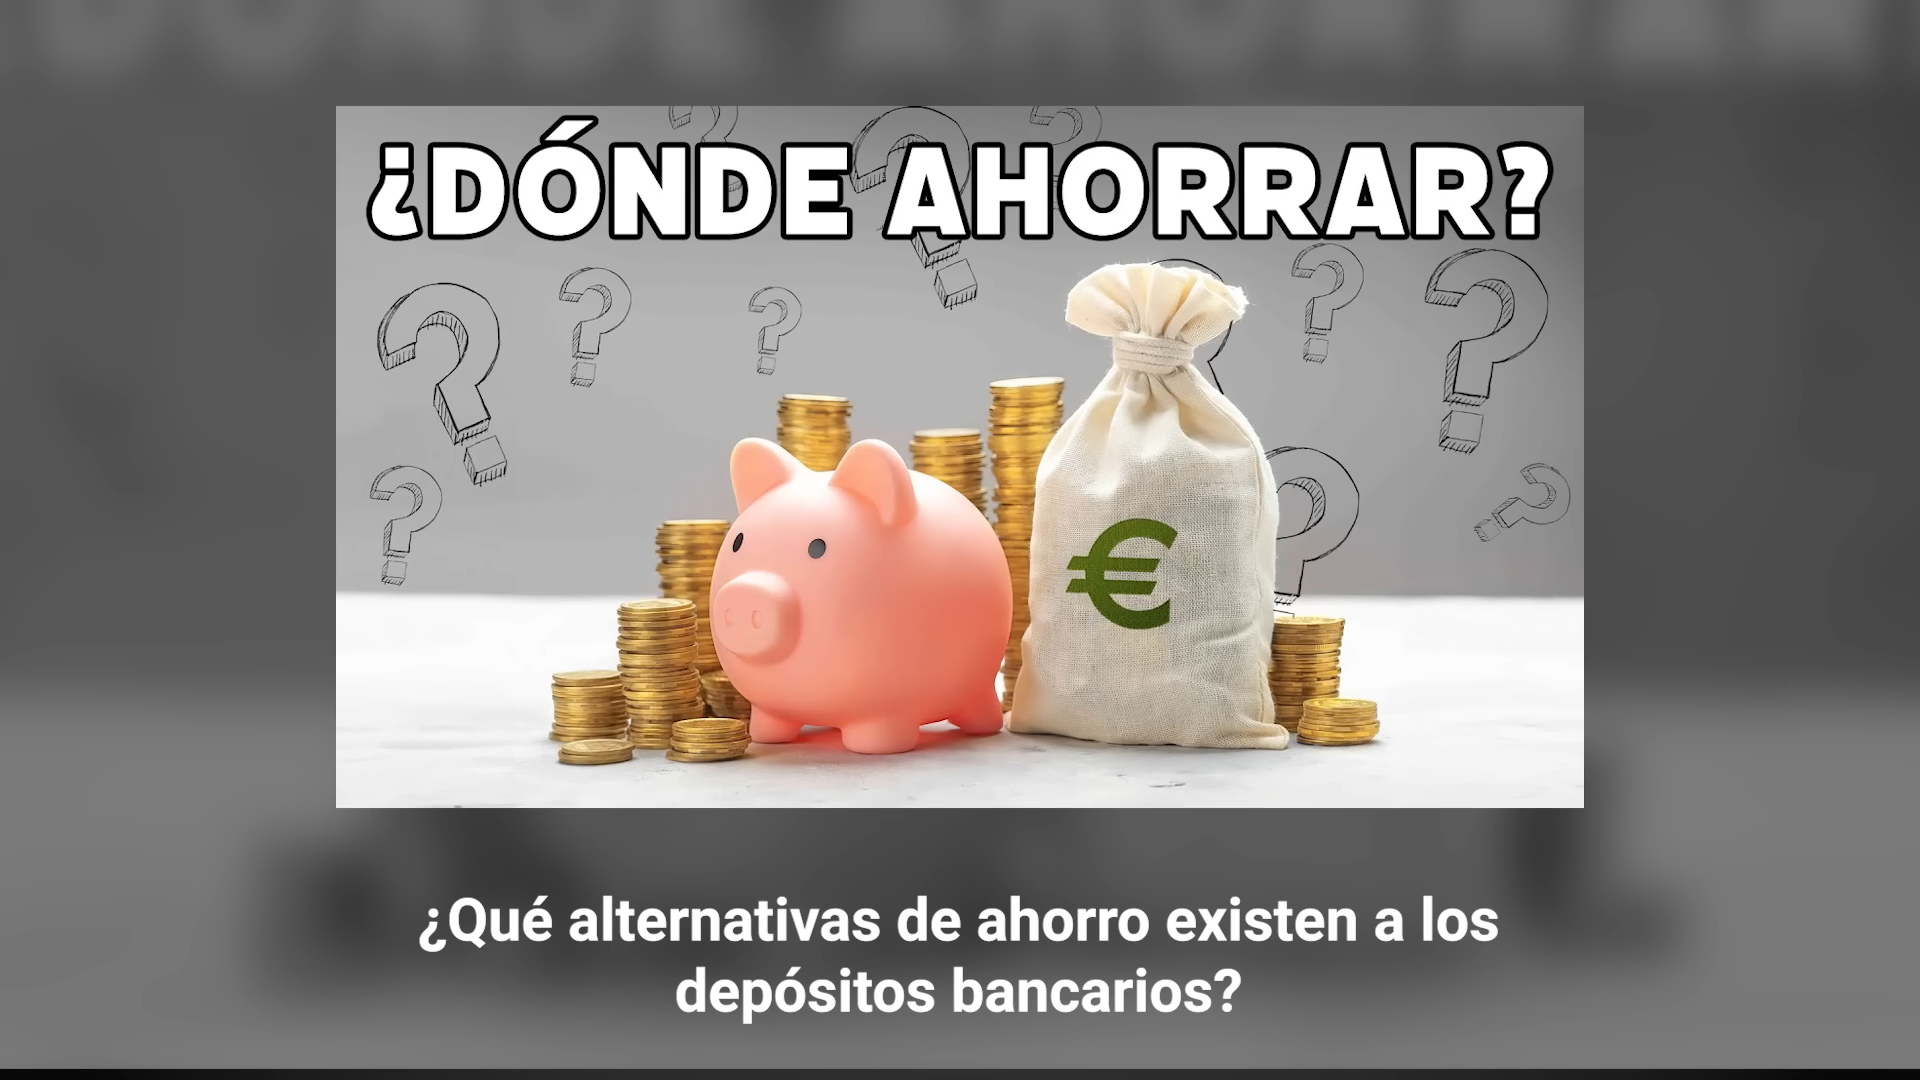 ¿DÓNDE AHORRAR?
€
¿Qué alternativas de ahorro existen a los
depósitos bancarios?